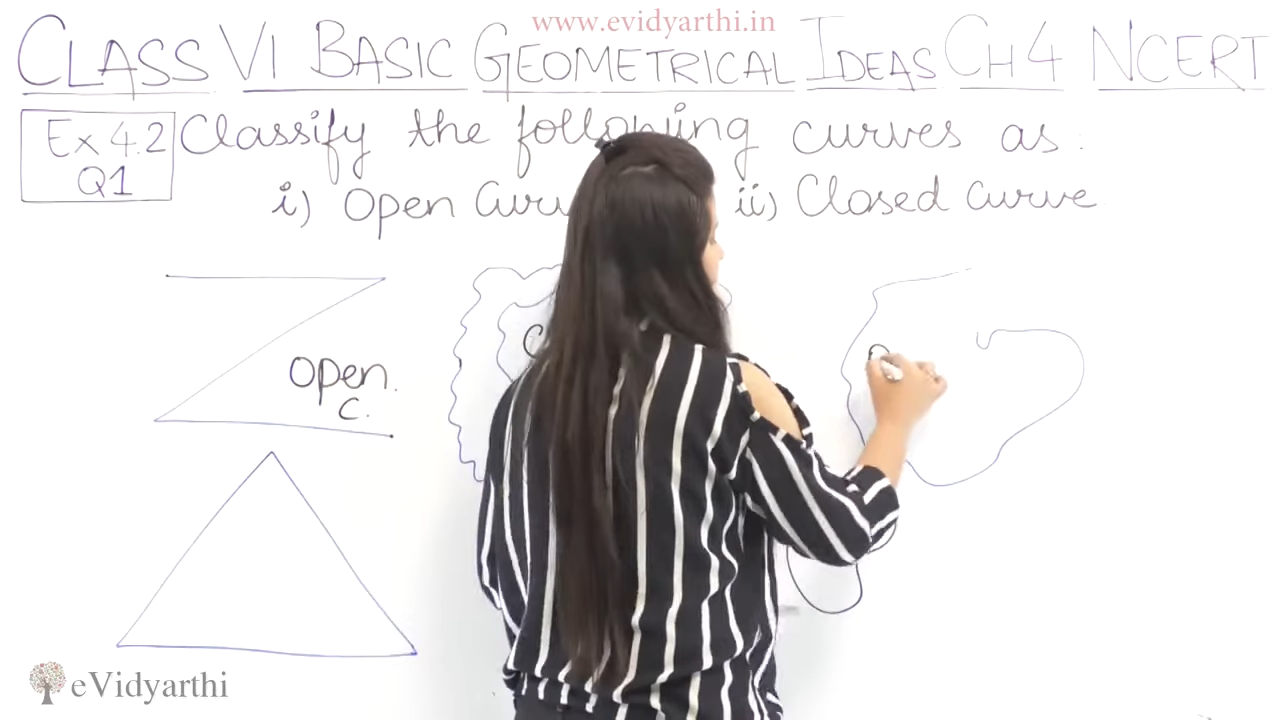 www.evidyarthi.in
CLASS VI BASIC GEOMETRICAL IDEAS CH 4 NCERT
Ex 4.2 Classify the following curves as :
Q1
i) Open Curv ii) Closed Curve
Open.
C.
C
eVidyarthi